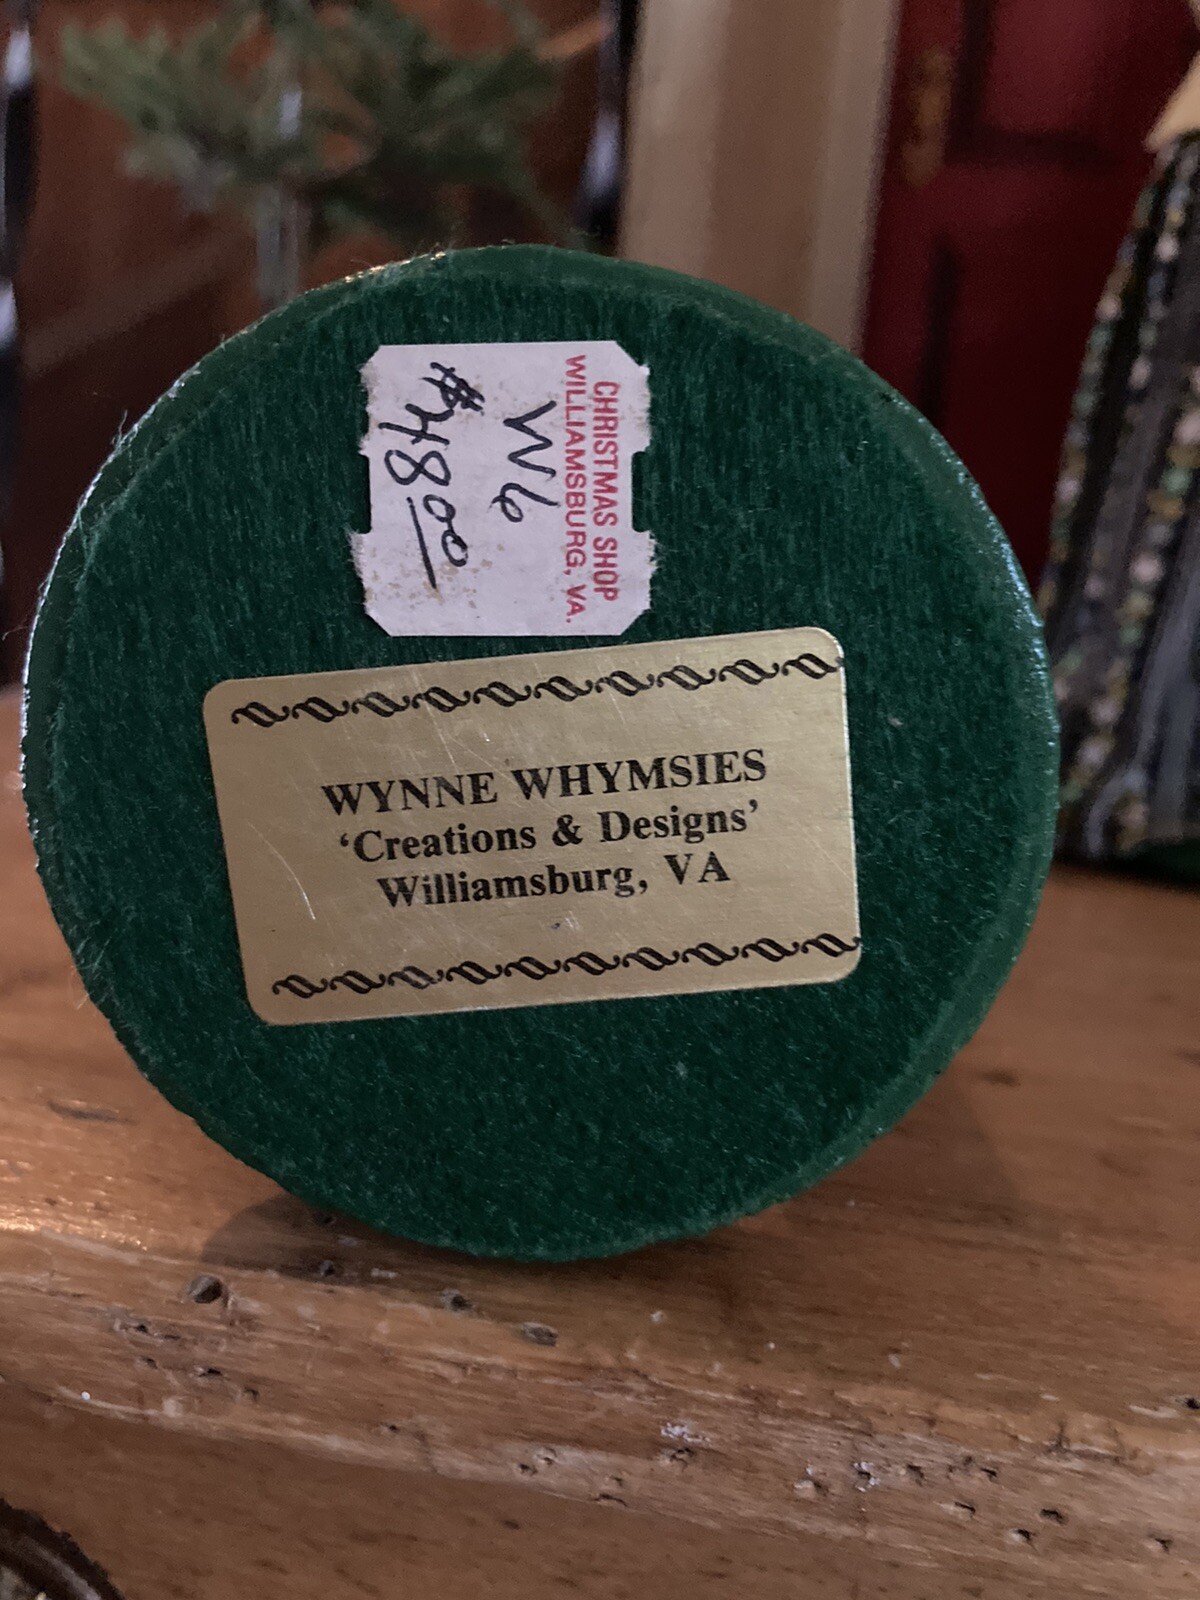 CHRISTMAS SHOP
WILLIAMSBURG, VA.
W6
$48.00
WYNNE WHYMSIES
‘Creations & Designs’
Williamsburg, VA